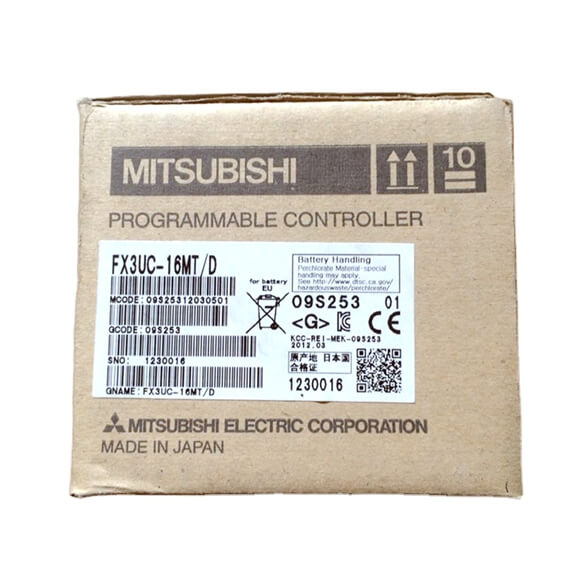 MITSUBISHI
10
PROGRAMMABLE CONTROLLER
FX3UC-16MT/D
MCODE:09S25312030501
GCODE:09S253
SNO: 1230016
GNAME:FX3UC-16MT/D
for battery
EU
Battery Handling
Perchlorate Material-special
handling may apply.
See http://www.dtsc.ca.gov/
hazardouswaste/perchlorate/
09S253 01
<G> CE
KCC-REI-MEK-09S253
2012.03
原产地 日本国
合格证
1230016
MITSUBISHI ELECTRIC CORPORATION
MADE IN JAPAN